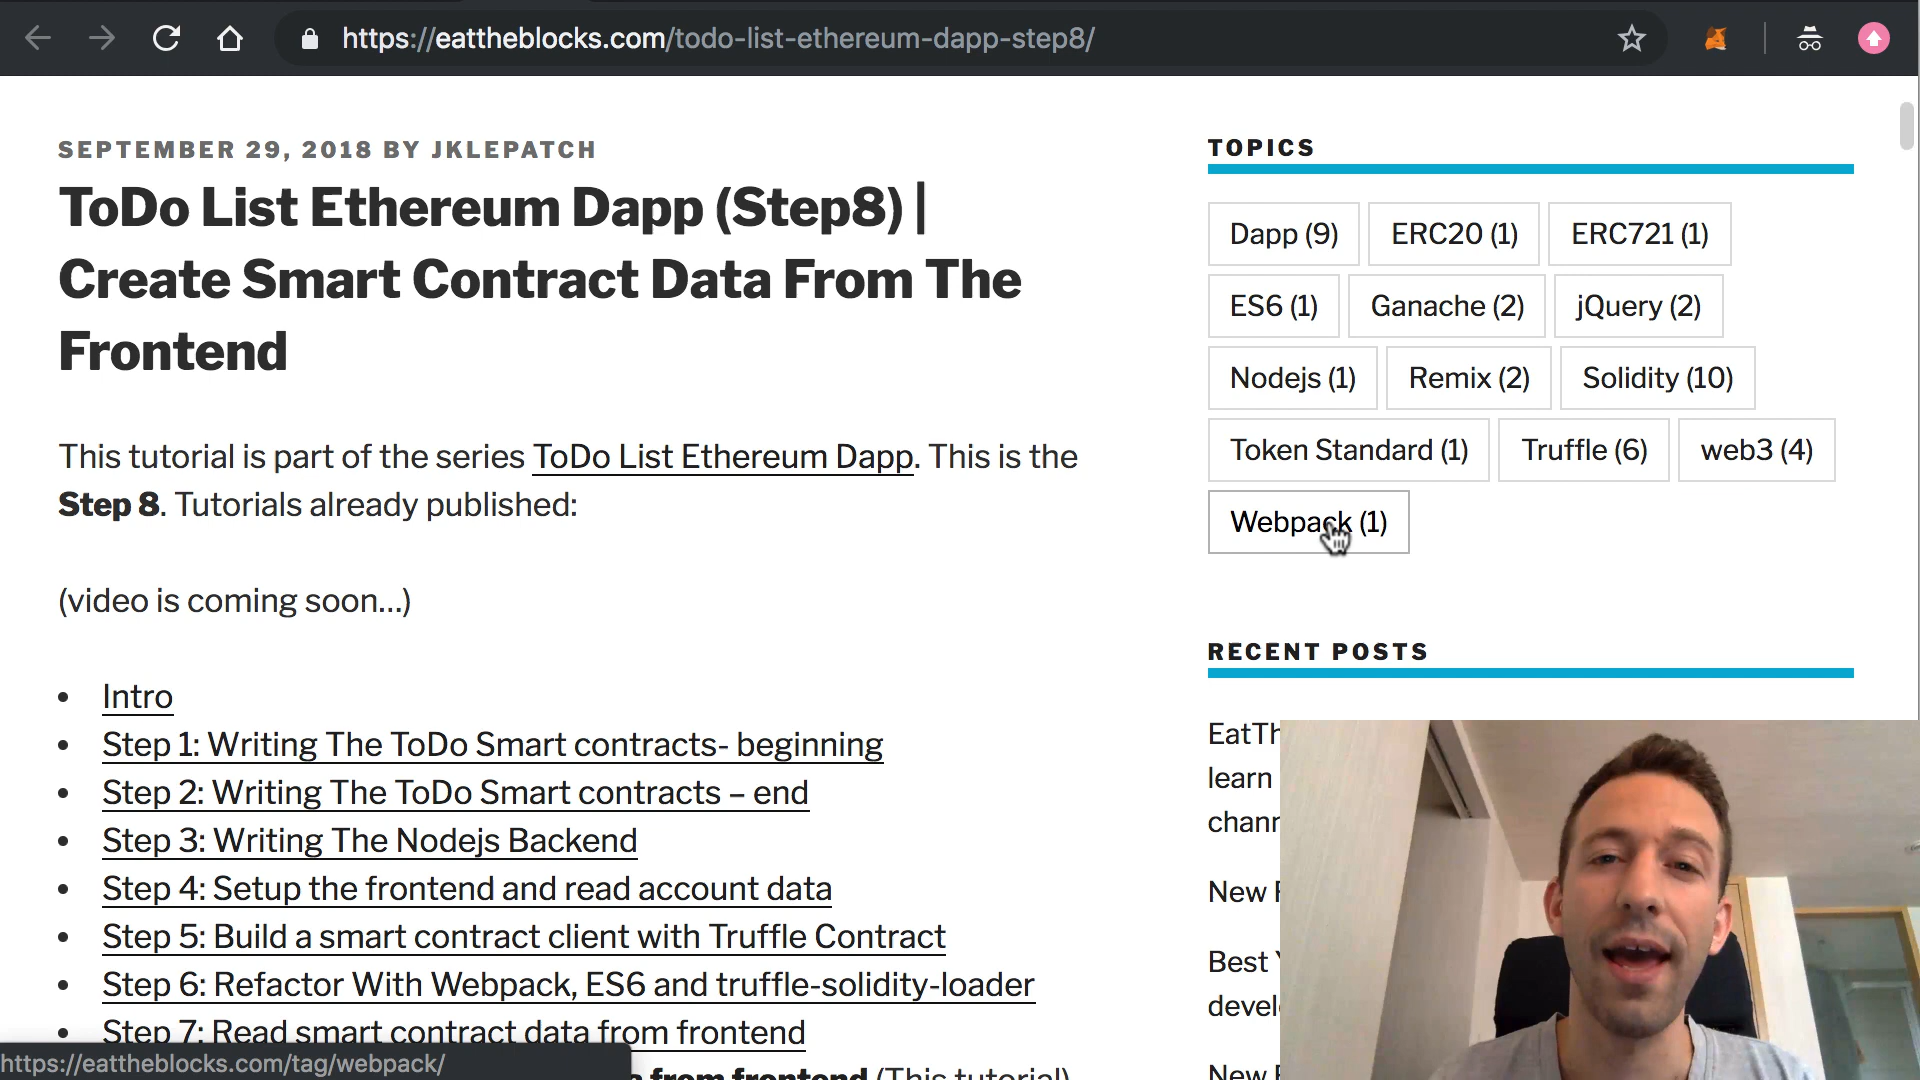 https://eattheblocks.com/todo-list-ethereum-dapp-step8/
SEPTEMBER 29, 2018 BY JKLEPATCH
ToDo List Ethereum Dapp (Step8) |
Create Smart Contract Data From The
Frontend
This tutorial is part of the series ToDo List Ethereum Dapp. This is the
Step 8. Tutorials already published:
(video is coming soon...)
• Intro
• Step 1: Writing The ToDo Smart contracts- beginning
• Step 2: Writing The ToDo Smart contracts – end
• Step 3: Writing The Nodejs Backend
• Step 4: Setup the frontend and read account data
• Step 5: Build a smart contract client with Truffle Contract
• Step 6: Refactor With Webpack, ES6 and truffle-solidity-loader
• Step 7: Read smart contract data from frontend
from frontend (This tutorial)
https://eattheblocks.com/tag/webpack/
TOPICS
Dapp (9) ERC20 (1) ERC721 (1)
ES6 (1) Ganache (2) jQuery (2)
Nodejs (1) Remix (2) Solidity (10)
Token Standard (1) Truffle (6) web3 (4)
Webpack (1)
RECENT POSTS
EatTh
learn
chann
New
Best
devel
New